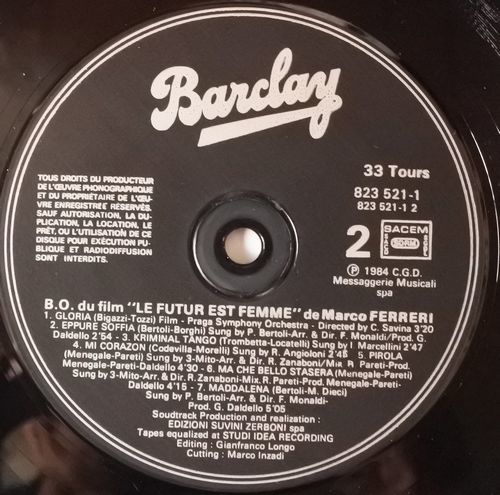 Barclay
TOUS DROITS DU PRODUCTEUR
DE L'ŒUVRE PHONOGRAPHIQUE
ET DU PROPRIÉTAIRE DE L'ŒU-
VRE ENREGISTRÉE RÉSERVÉS.
SAUF AUTORISATION, LA DU-
PLICATION, LA LOCATION, LE
PRÊT, OU L'UTILISATION DE CE
DISQUE POUR EXÉCUTION PU-
BLIQUE ET RADIODIFFUSION
SONT INTERDITS.
33 Tours
823 521-1
823 521-1 2
2
SACEM
SACD
SDRM
SGDL
℗ 1984 C.G.D.
Messaggerie Musicali
spa
B.O. du film "LE FUTUR EST FEMME" de Marco FERRERI
1. GLORIA (Bigazzi-Tozzi) Film - Praga Symphony Orchestra - Directed by C. Savina 3'20
2. EPPURE SOFFIA (Bertoli-Borghi) Sung by P. Bertoli-Arr. & Dir F. Monaldi/Prod. G.
Daldello 2'54 - 3. KRIMINAL TANGO (Trombetta-Locatelli) Sung by I Marcellini 2'47
4. MI CORAZON (Codevilla-Morelli) Sung by R. Angioloni 2'45 5. PIROLA
(Menegale-Pareti) Sung by 3-Mito-Arr. & Dir R. Zanaboni/Mix R Pareti-Prod.
Menegale-Pareti-Daldello 4'30 - 6. MA CHE BELLO STASERA (Menegale-Pareti)
Sung by 3-Mito-Arr. & Dir R. Zanaboni-Mix.R Pareti-Prod Menegale-Pareti-
Daldello 4'15 - 7. MADDALENA (Bertoli-M. Dieci)
Sung by P. Bertoli-Arr. & Dir F. Monaldi-
Prod. G. Daldello 5'05
Soudtrack Production and realization :
EDIZIONI SUVINI ZERBONI spa
Tapes equalized at STUDI IDEA RECORDING
Editing : Gianfranco Longo
Cutting : Marco Inzadi